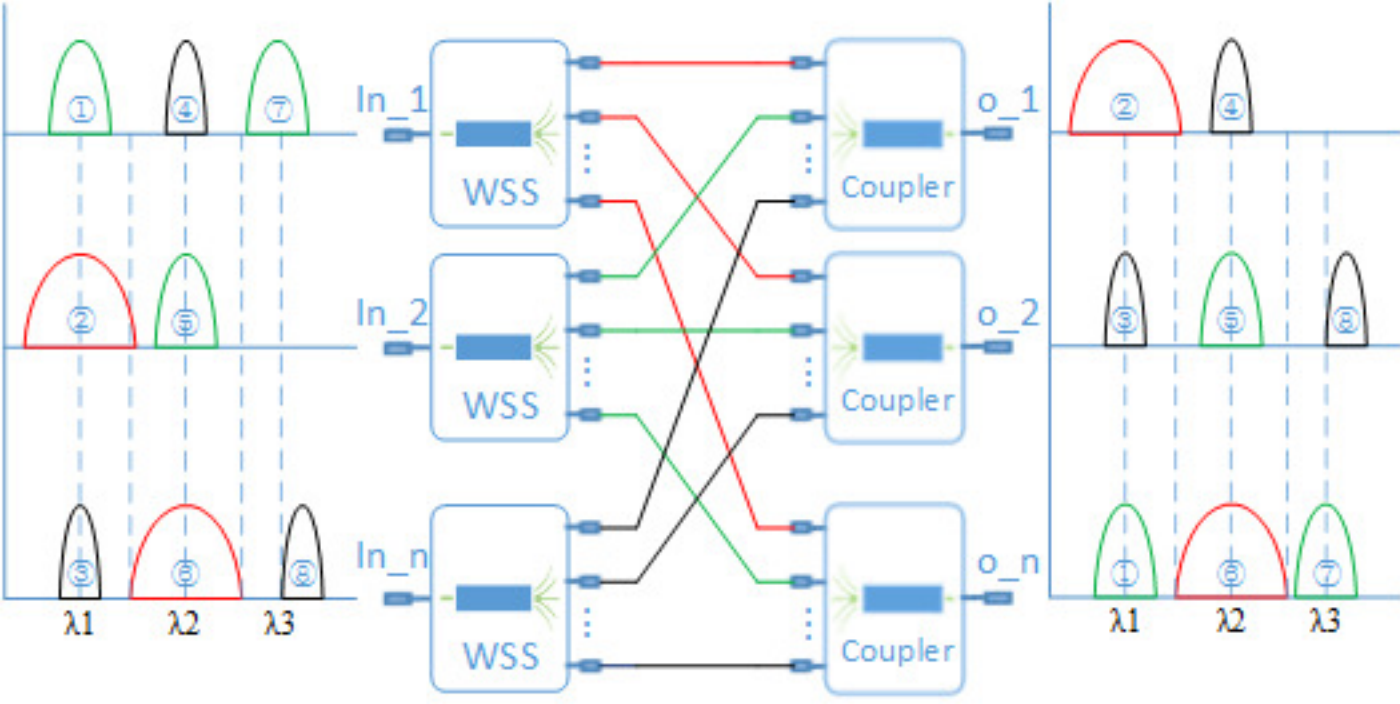 ① ④ ⑦
In_1
WSS
Coupler
o_1
② ④
② ⑤
In_2
WSS
Coupler
o_2
③ ⑤ ⑧
③ ⑥ ⑧
λ1 λ2 λ3
In_n
WSS
Coupler
o_n
① ⑥ ⑦
λ1 λ2 λ3